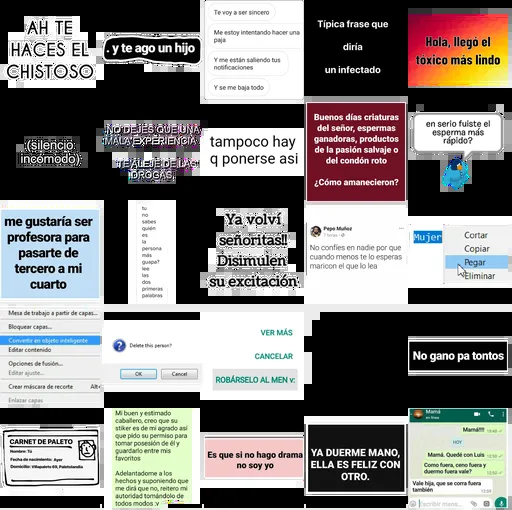 AH TE
HACES EL
CHISTOSO
. y te ago un hijo
Te voy a ser sincero
Me estoy intentando hacer una
paja
Y me están saliendo tus
notificaciones
Y se me baja todo
Típica frase que
diría
un infectado
Hola, llegó el
tóxico más lindo
(silencio
incómodo)
NO DEJES QUE UNA
MALA EXPERIENCIA
TE ALEJE DE LAS
DROGAS,
tampoco hay
q ponerse asi
Buenos días criaturas
del señor, espermas
ganadoras, productos
de la pasión salvaje o
del condón roto
¿Cómo amanecieron?
en serio fuiste el
esperma más
rápido?
me gustaría ser
profesora para
pasarte de
tercero a mi
cuarto
tu
no
sabes
quién
es
la
persona
más
guapa?
lee
las
dos
primeras
palabras
Ya volví
señoritas!!
Disimulen
su excitación
Pepe Muñoz
7 horas
No confíes en nadie por que
cuando menos te lo esperas
maricon el que lo lea
Mujer
Cortar
Copiar
Pegar
Eliminar
Mesa de trabajo a partir de capas...
Bloquear capas...
Convertir en objeto inteligente
Editar contenido
Opciones de fusión...
Editar ajuste...
Crear máscara de recorte Alt+
Enlazar capas
Delete this person?
OK
Cancel
VER MÁS
CANCELAR
ROBÁRSELO AL MEN v:
No gano pa tontos
CARNET DE PALETO
Nombre: Tú
Fecha de nacimiento: Ayer
Domicilio: Villapaleto 69, Paletolandia
Mi buen y estimado
caballero, creo que su
stiker es de mi agrado así
que pido su permiso para
tomar posesión de él y
guardarlo entre mis
favoritos
Adelantadome a los
hechos y suponiendo que
me dirá que no, reitero mi
autoridad tomándolo de
todos modos :v
Es que si no hago drama
no soy yo
YA DUERME MANO,
ELLA ES FELIZ CON
OTRO.
Mamá
en línea
Mamá!!!!
HOY
Mamá. Quedé con Luis
Como fuera, ceno fuera y
duermo fuera vale?
Vale hija, que se corra fuera
también
Escribir mens...